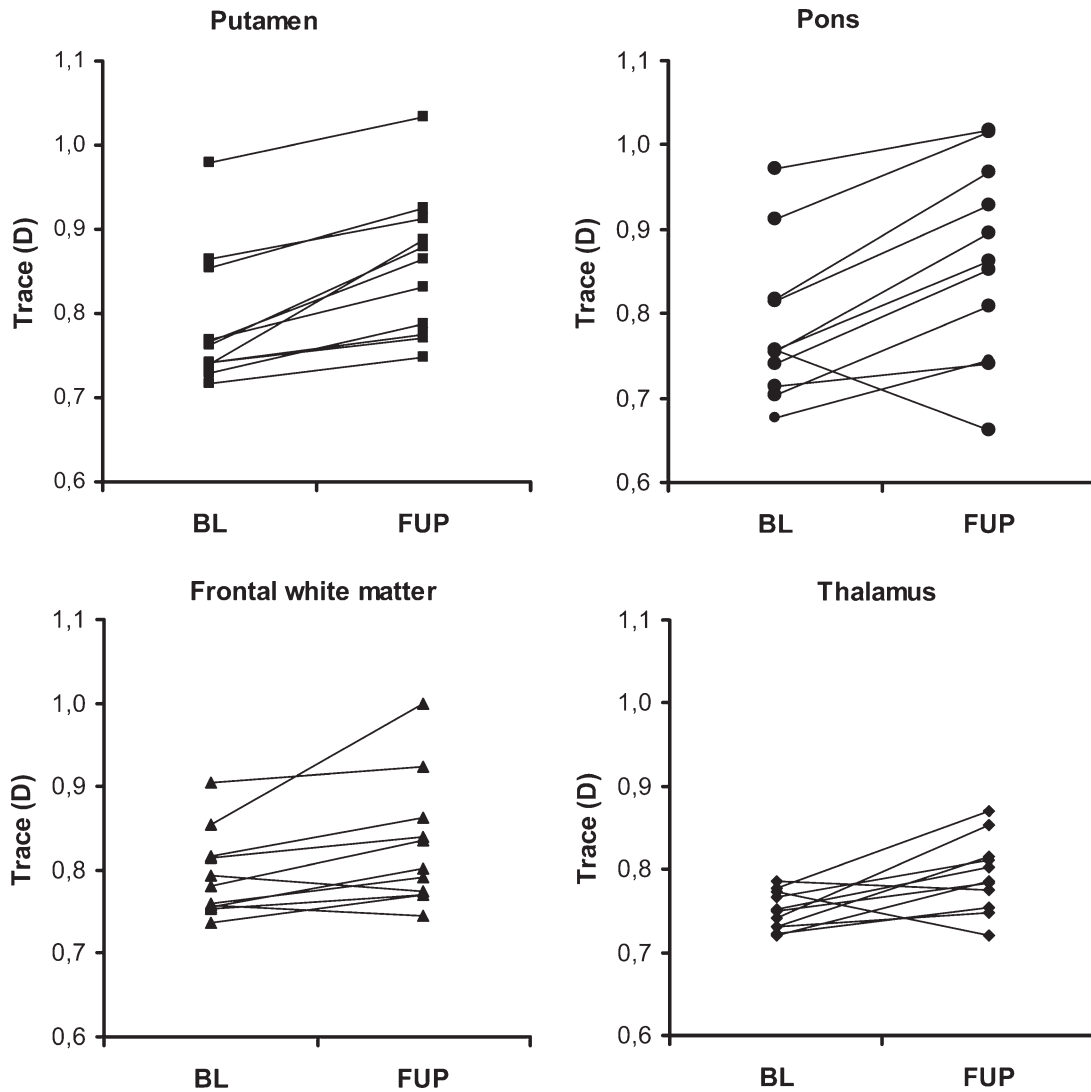 Putamen
1,1
1,0
0,9
0,8
0,7
0,6
Trace (D)
BL FUP
Pons
1,1
1,0
0,9
0,8
0,7
0,6
Trace (D)
BL FUP
Frontal white matter
1,1
1,0
0,9
0,8
0,7
0,6
Trace (D)
BL FUP
Thalamus
1,1
1,0
0,9
0,8
0,7
0,6
Trace (D)
BL FUP